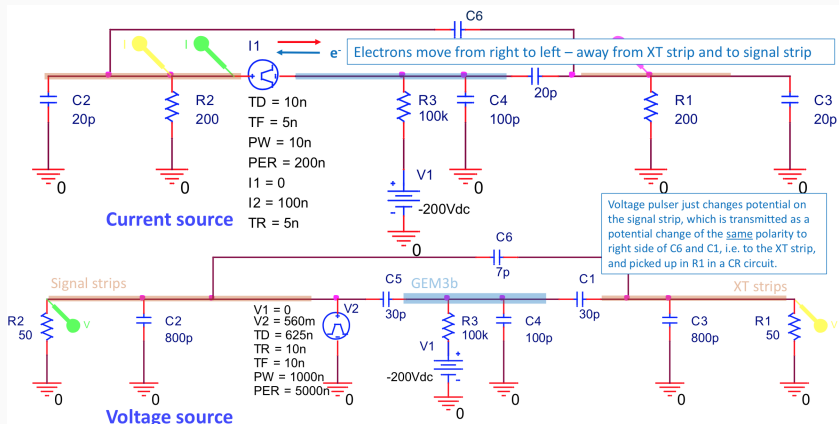 C6
I
I
I1
e-
Electrons move from right to left – away from XT strip and to signal strip
C2
20p
R2
200
TD = 10n
TF = 5n
PW = 10n
PER = 200n
I1 = 0
I2 = 100n
TR = 5n
R3
100k
C4
100p
20p
R1
200
C3
20p
V1
-200Vdc
0
0
0
0
0
0
Current source
Voltage pulser just changes potential on
the signal strip, which is transmitted as a
potential change of the same polarity to
right side of C6 and C1, i.e. to the XT strip,
and picked up in R1 in a CR circuit.
C6
7p
Signal strips
C5
30p
GEM3b
C1
30p
XT strips
R2
50
V
C2
800p
V1 = 0
V2 = 560m
TD = 625n
TR = 10n
TF = 10n
PW = 1000n
PER = 5000n
V2
R3
100k
V1
-200Vdc
C4
100p
C3
800p
R1
50
V
0
0
0
0
0
0
0
Voltage source